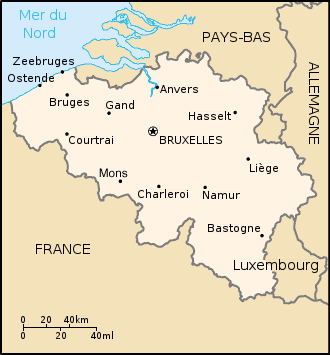 Mer du
Nord
PAYS-BAS
Zeebruges
Ostende
Anvers
ALLEMAGNE
Bruges
Gand
Hasselt
Courtrai
BRUXELLES
Liège
Mons
Charleroi
Namur
Bastogne
FRANCE
Luxembourg
0 20 40km
0 20 40ml